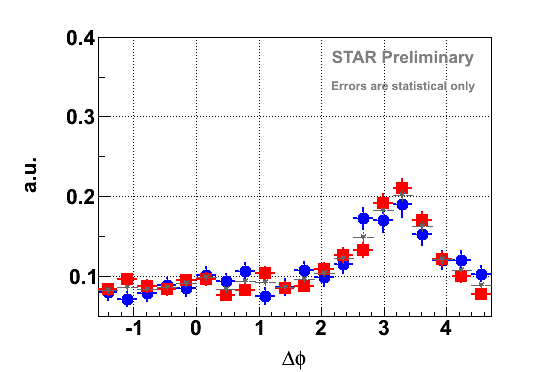 0.4
STAR Preliminary
Errors are statistical only
0.3
a.u.
0.2
0.1
-1 0 1 2 3 4
Δϕ